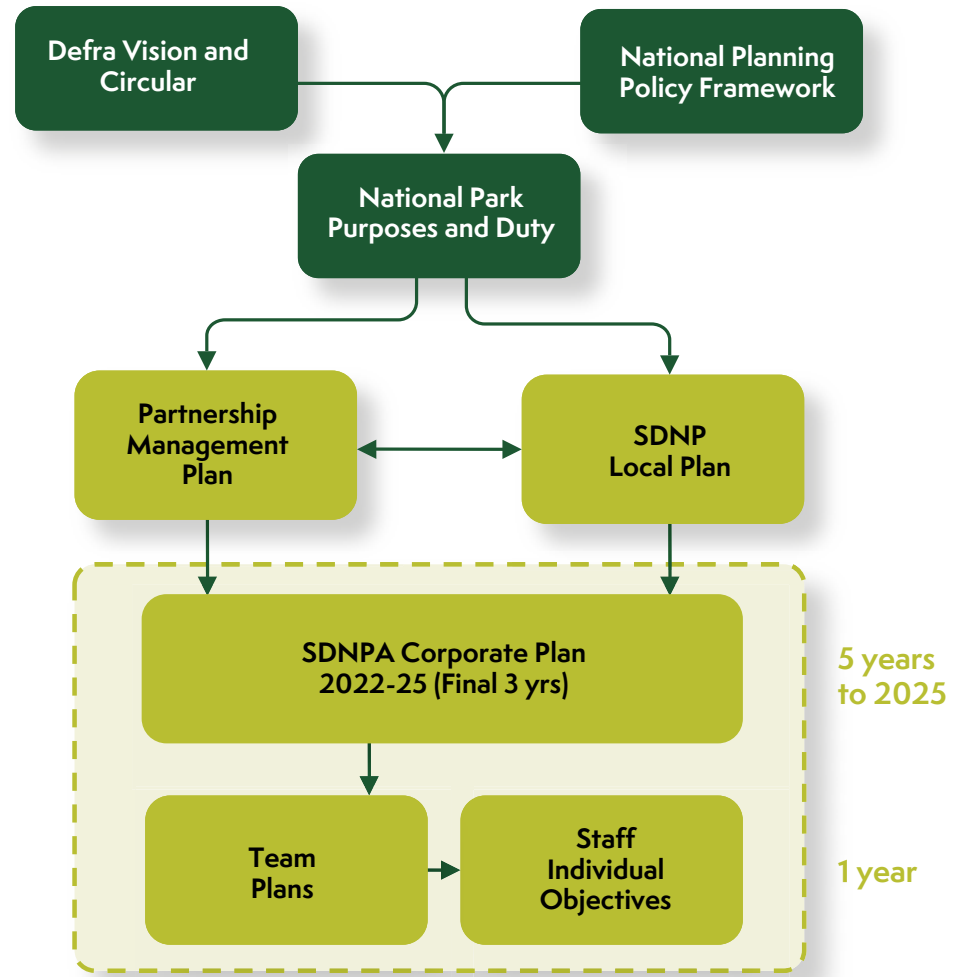 Defra Vision and
Circular
National Planning
Policy Framework
National Park
Purposes and Duty
Partnership
Management
Plan
SDNP
Local Plan
SDNPA Corporate Plan
2022-25 (Final 3 yrs)
5 years
to 2025
Team
Plans
Staff
Individual
Objectives
1 year